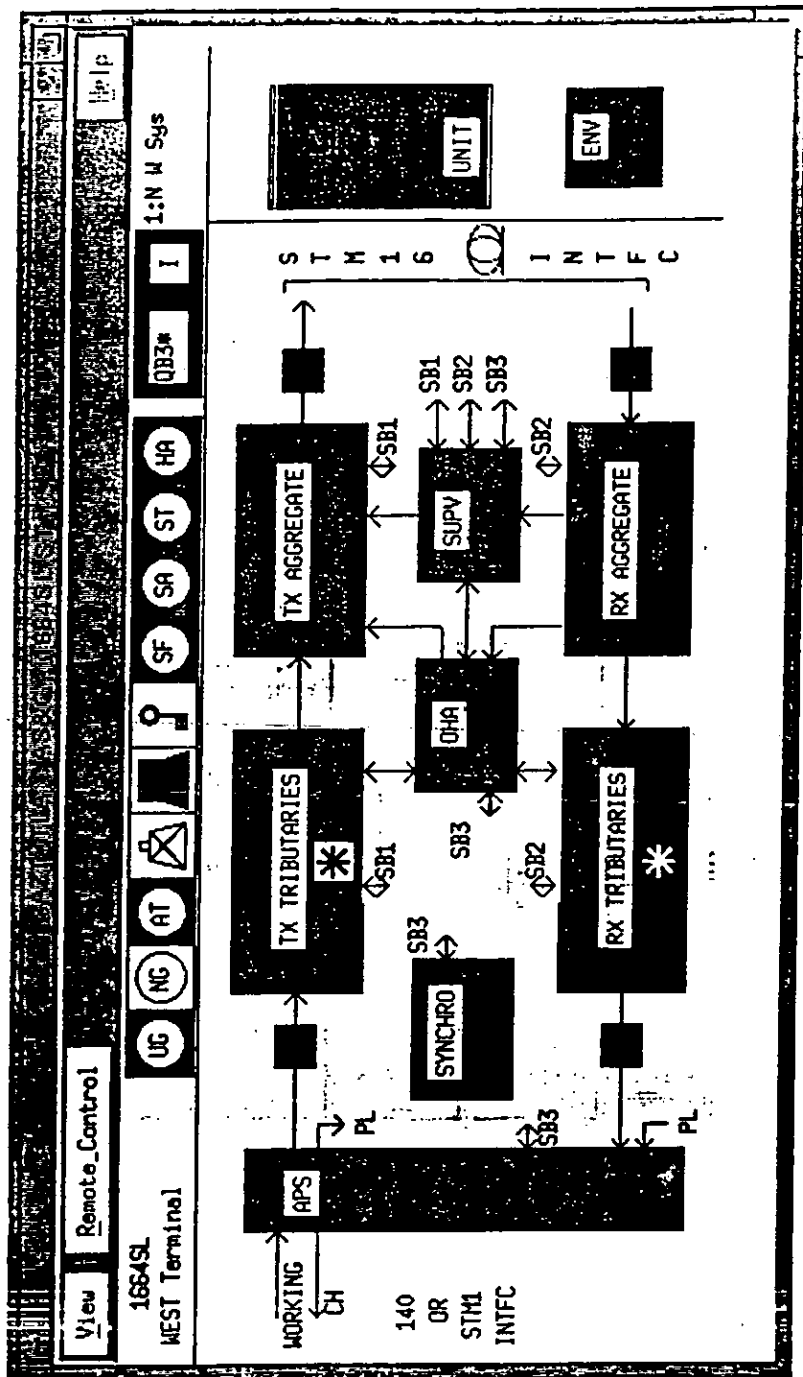 View Remote_Control Help
1664SL
WEST Terminal
UG NG AT SF SA ST HA QB3* I 1:N W Sys
WORKING
CH
APS
PL
TX TRIBUTARIES
SB1
TX AGGREGATE
SB1
140
OR
STM1
INTFC
SYNCHRO
SB3
SB3
SB3
OHA
SUPV
SB1
SB2
SB3
PL
RX TRIBUTARIES
SB2
RX AGGREGATE
SB2
STM16 INTFC
UNIT
ENV